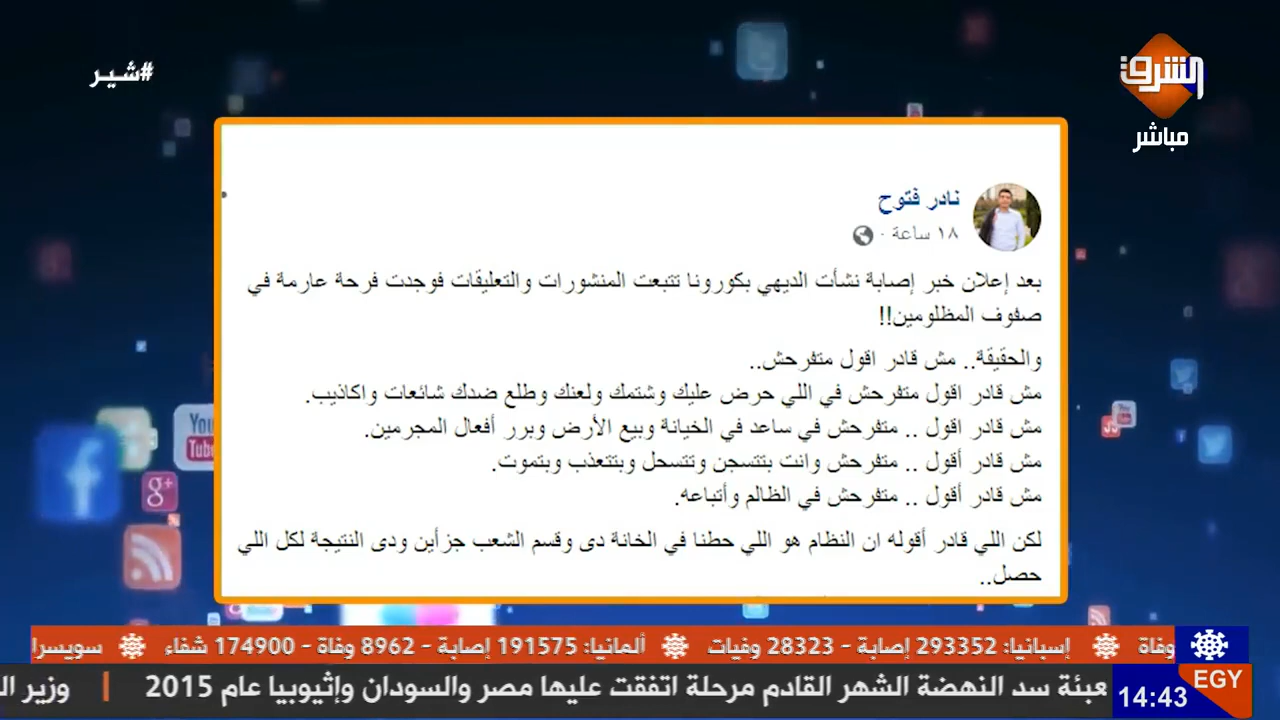 #شير
الشرق
مباشر
نادر فتوح
١٨ ساعة ·
بعد إعلان خبر إصابة نشأت الديهي بكورونا تتبعت المنشورات والتعليقات فوجدت فرحة عارمة في
صفوف المظلومين!!
والحقيقة.. مش قادر اقول متفرحش..
مش قادر اقول متفرحش في اللي حرض عليك وشتمك ولعنك وطلع ضدك شائعات واكاذيب.
مش قادر اقول .. متفرحش في ساعد في الخيانة وبيع الأرض وبرر أفعال المجرمين.
مش قادر أقول .. متفرحش وانت بتتسجن وتتسحل وبتتعذب وبتموت.
مش قادر أقول .. متفرحش في الظالم وأتباعه.
لكن اللي قادر أقوله ان النظام هو اللي حطنا في الخانة دى وقسم الشعب جزأين ودى النتيجة لكل اللي
حصل..
You
Tube
g+
وفاة إسبانيا: 293352 إصابة - 28323 وفيات ألمانيا: 191575 إصابة - 8962 وفاة - 174900 شفاء سويسرا
عبئة سد النهضة الشهر القادم مرحلة اتفقت عليها مصر والسودان وإثيوبيا عام 2015 | وزير ال
EGY
14:43